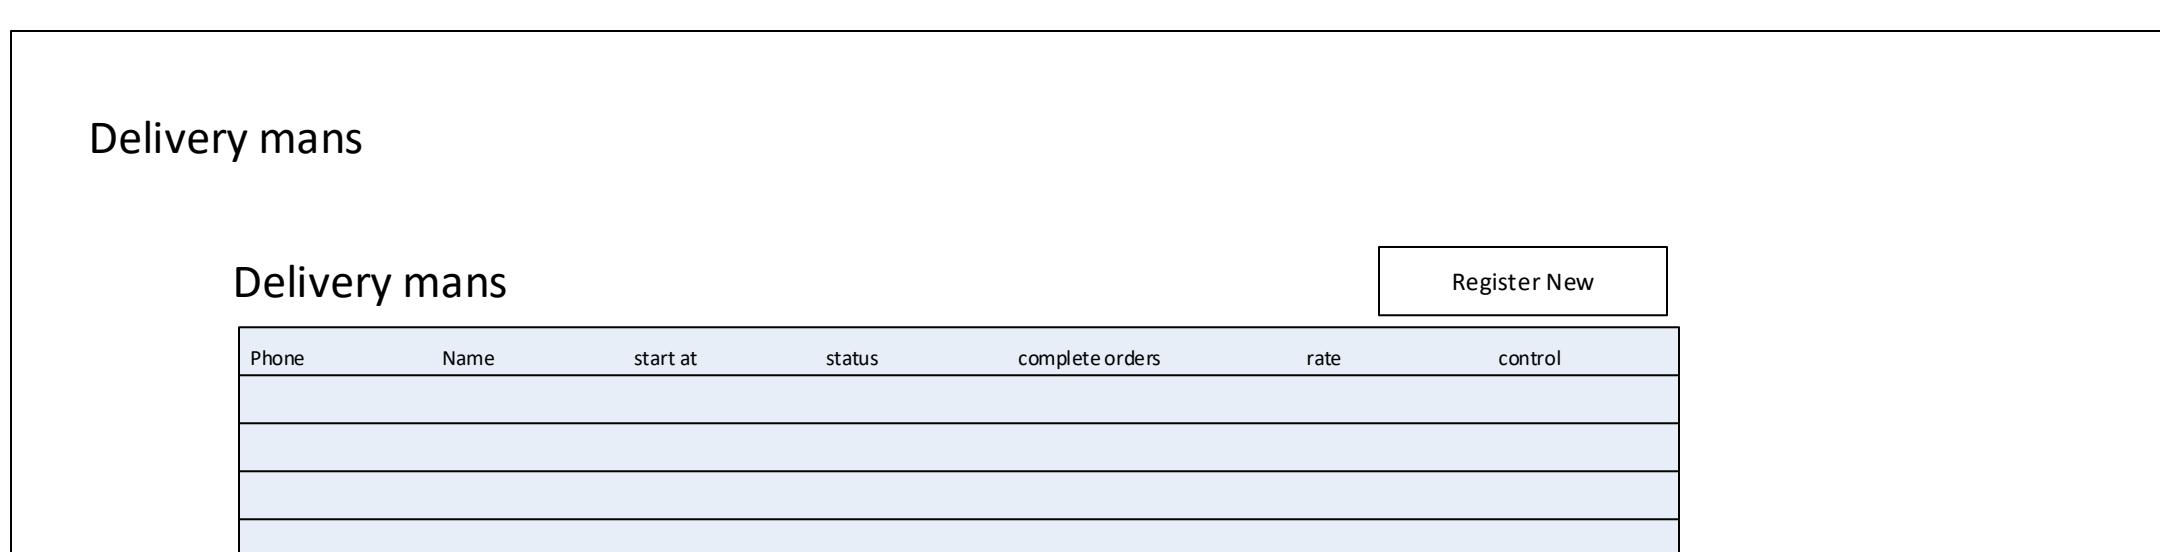 Delivery mans
Delivery mans
Register New
Phone Name start at status complete orders rate control